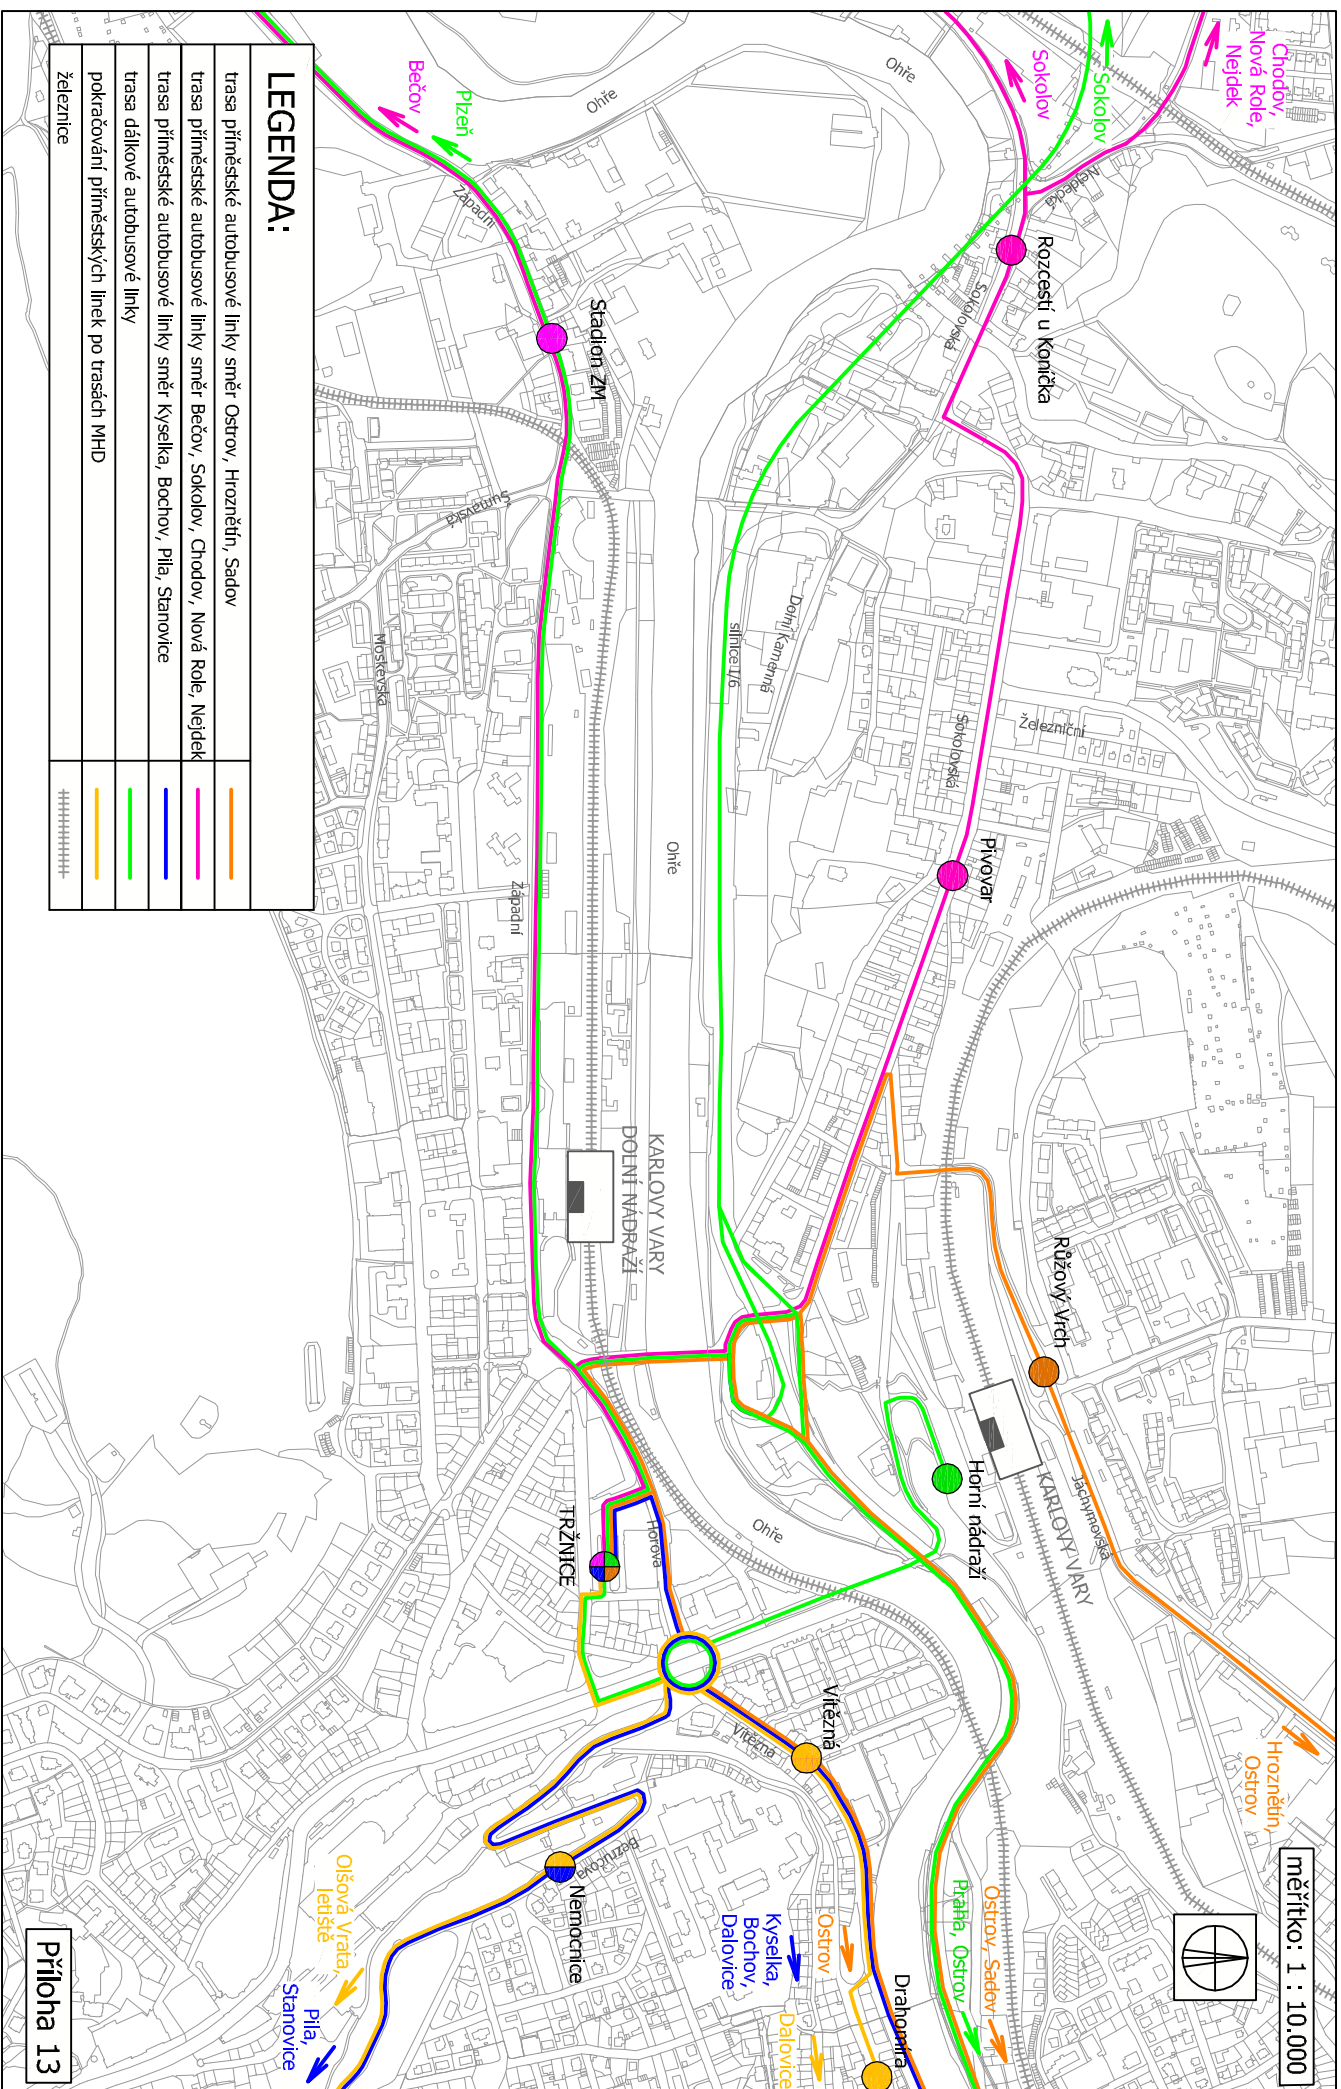 LEGENDA:
trasa příměstské autobusové linky směr Ostrov, Hroznětín, Sadov
trasa příměstské autobusové linky směr Bečov, Sokolov, Chodov, Nová Role, Nejdek
trasa příměstské autobusové linky směr Kyselka, Bochov, Pila, Stanovice
trasa dálkové autobusové linky
pokračování příměstských linek po trasách MHD
železnice
měřítko: 1 : 10.000
Příloha 13
Chodov,
Nová Role,
Nejdek
Sokolov
Sokolov
Nejdecká
Rozcestí u Koníčka
Sokolovská
Ohře
Ohře
Plzeň
Bečov
Západní
Stadion ZM
Šumavská
Moskevská
Dolní Kamenná
silnice I/6
Sokolovská
Železniční
Pivovar
Ohře
Západní
KARLOVY VARY
DOLNÍ NÁDRAŽÍ
Růžový Vrch
Jáchymovská
KARLOVY VARY
Horní nádraží
Ohře
Horova
TRŽNICE
Vítězná
Vítězná
Hroznětín,
Ostrov
Ostrov, Sadov
Praha, Ostrov
Drahomíra
Ostrov
Kyselka,
Bochov,
Dalovice
Dalovice
Bezručova
Nemocnice
Olšová Vrata,
letiště
Pila,
Stanovice